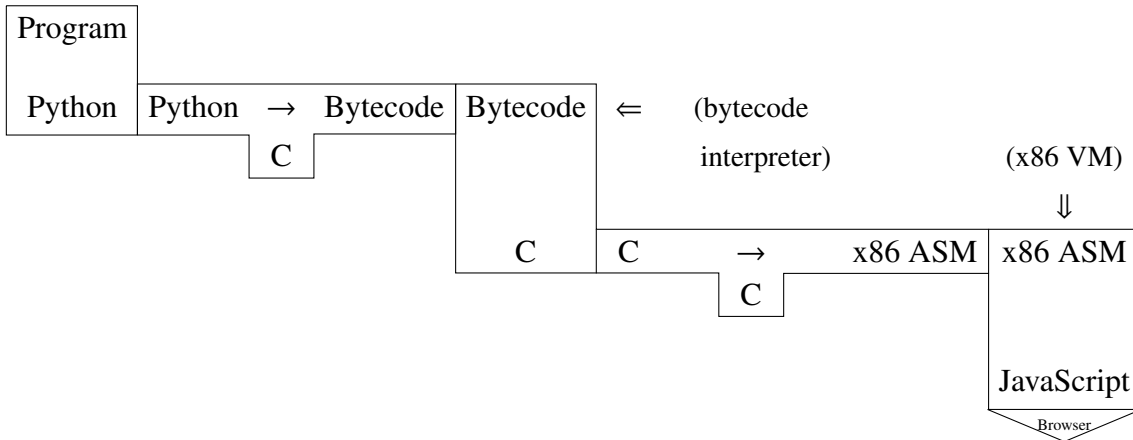 Program
Python Python → Bytecode Bytecode ⇐ (bytecode
C interpreter) (x86 VM)
⇓
C C → x86 ASM x86 ASM
C
JavaScript
Browser